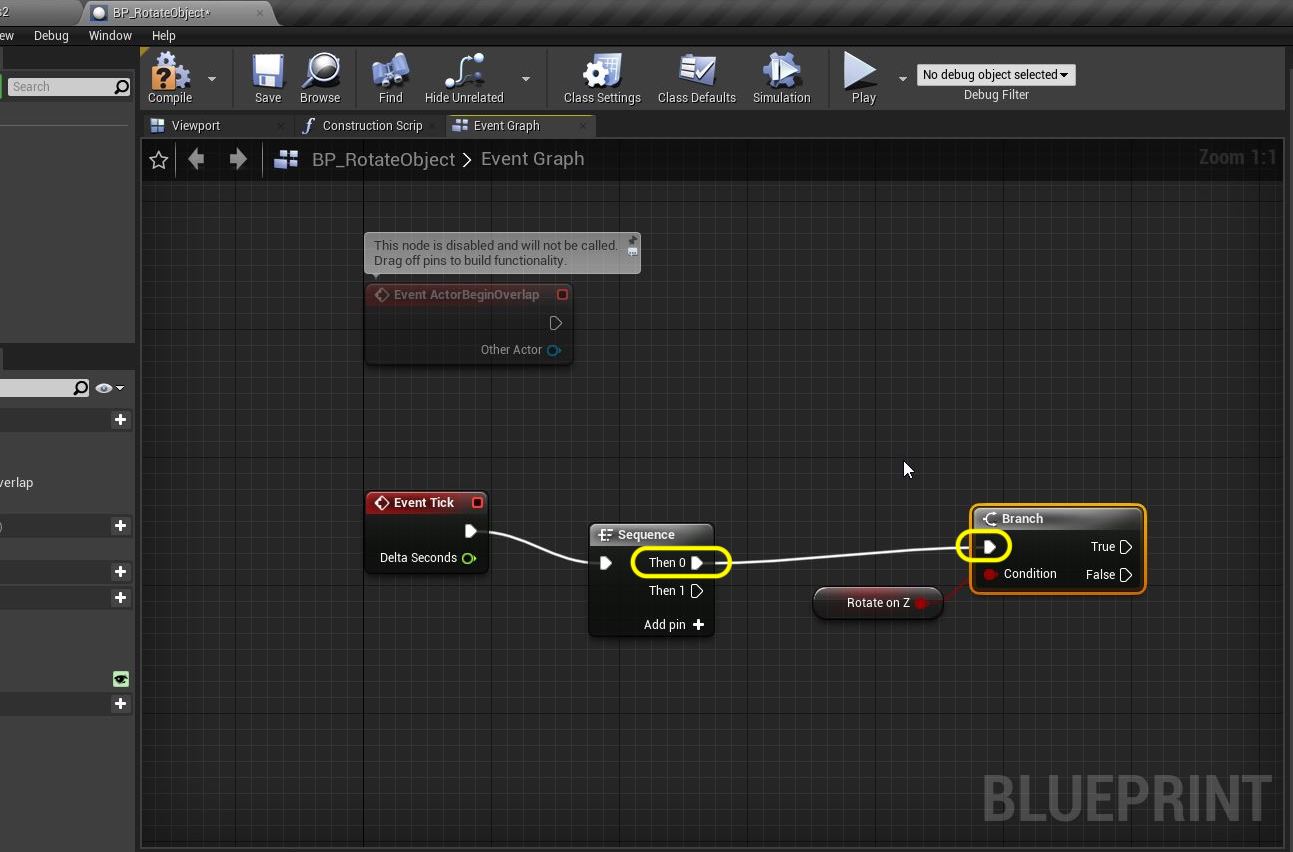 s2
BP_RotateObject*
ew Debug Window Help
Search
Compile
Save
Browse
Find
Hide Unrelated
Class Settings
Class Defaults
Simulation
Play
No debug object selected
Debug Filter
Viewport
Construction Scrip
Event Graph
BP_RotateObject > Event Graph
Zoom 1:1
This node is disabled and will not be called.
Drag off pins to build functionality.
Event ActorBeginOverlap
Other Actor
verlap
)
Event Tick
Delta Seconds
Sequence
Then 0
Then 1
Add pin
Rotate on Z
Branch
True
Condition
False
BLUEPRINT